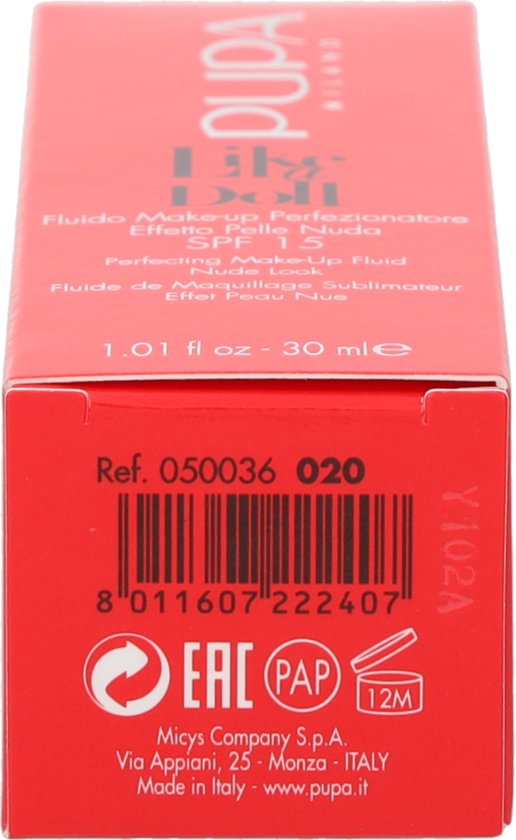 PUPA
MILANO
Like a
Doll
Fluido Make-up Perfezionatore
Effetto Pelle Nuda
SPF 15
Perfecting Make-Up Fluid
Nude Look
Fluide de Maquillage Sublimateur
Effet Peau Nue
1.01 fl oz - 30 ml e
Ref. 050036 020
8 011607 222407
Y102A
EAC
PAP
12M
Micys Company S.p.A.
Via Appiani, 25 - Monza - ITALY
Made in Italy - www.pupa.it